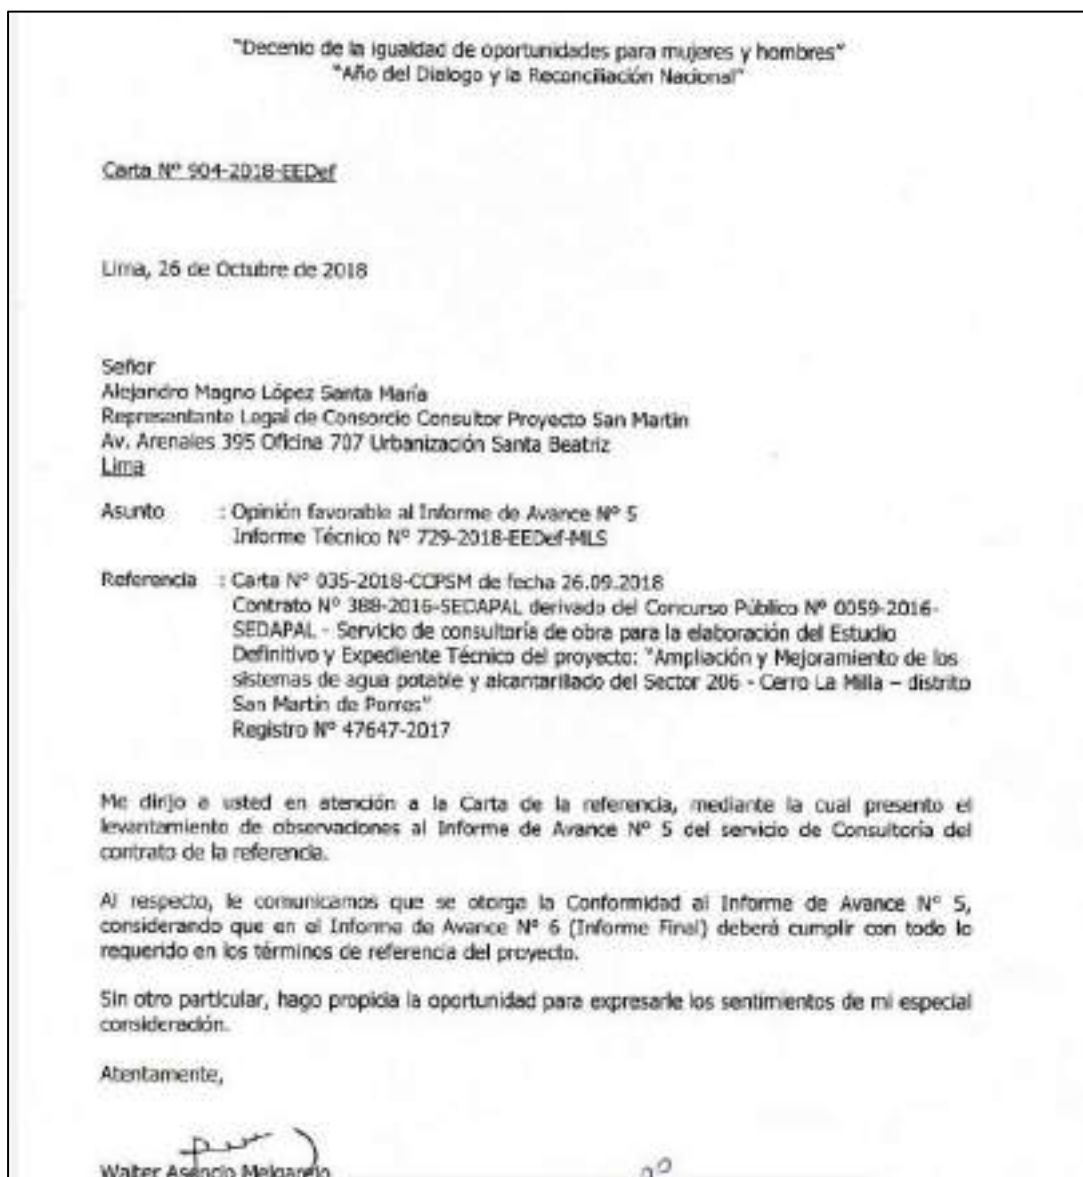 "Decenio de la igualdad de oportunidades para mujeres y hombres"
"Año del Dialogo y la Reconciliación Nacional"
Carta Nº 904-2018-EEDef
Lima, 26 de Octubre de 2018
Señor
Alejandro Magno López Santa María
Representante Legal de Consorcio Consultor Proyecto San Martin
Av. Arenales 395 Oficina 707 Urbanización Santa Beatriz
Lima
Asunto : Opinión favorable al Informe de Avance Nº 5
Informe Técnico Nº 729-2018-EEDef-MLS
Referencia : Carta Nº 035-2018-CCPSM de fecha 26.09.2018
Contrato Nº 388-2016-SEDAPAL derivado del Concurso Público Nº 0059-2016-
SEDAPAL - Servicio de consultoría de obra para la elaboración del Estudio
Definitivo y Expediente Técnico del proyecto: "Ampliación y Mejoramiento de los
sistemas de agua potable y alcantarillado del Sector 206 - Cerro La Milla – distrito
San Martin de Porres"
Registro Nº 47647-2017
Me dirijo a usted en atención a la Carta de la referencia, mediante la cual presento el
levantamiento de observaciones al Informe de Avance Nº 5 del servicio de Consultoría del
contrato de la referencia.
Al respecto, le comunicamos que se otorga la Conformidad al Informe de Avance Nº 5,
considerando que en el Informe de Avance Nº 6 (Informe Final) deberá cumplir con todo lo
requerido en los términos de referencia del proyecto.
Sin otro particular, hago propicia la oportunidad para expresarle los sentimientos de mi especial
consideración.
Atentamente,
Walter Asencio Melgarejo